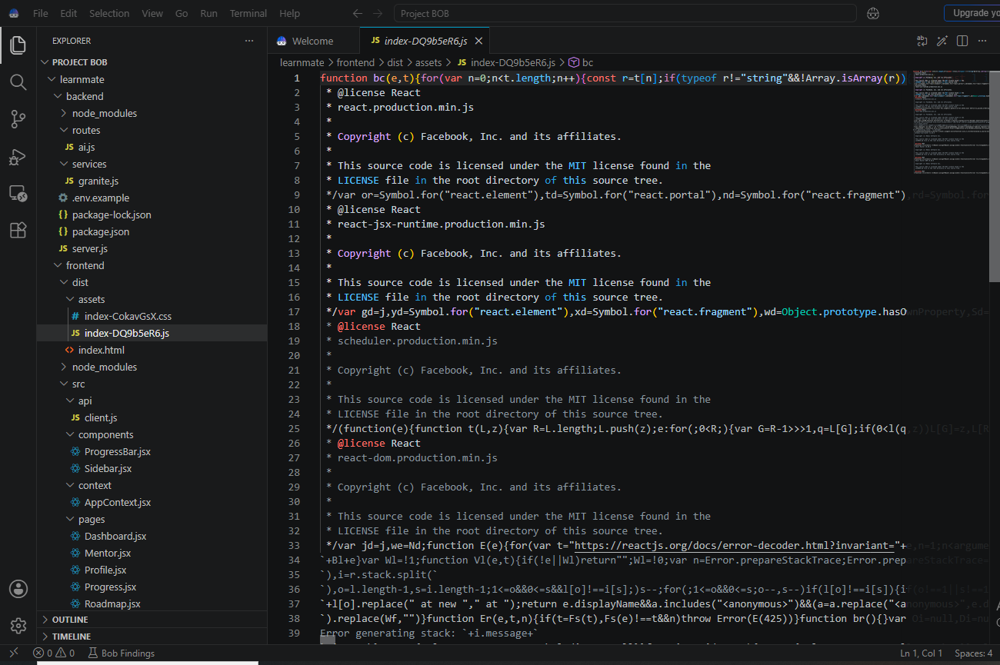 File Edit Selection View Go Run Terminal Help
Project BOB
Upgrade yo
EXPLORER
PROJECT BOB
learnmate
backend
node_modules
routes
JS ai.js
services
JS granite.js
.env.example
{} package-lock.json
{} package.json
JS server.js
frontend
dist
assets
# index-CokavGsX.css
JS index-DQ9b5eR6.js
<> index.html
node_modules
src
api
JS client.js
components
ProgressBar.jsx
Sidebar.jsx
context
AppContext.jsx
pages
Dashboard.jsx
Mentor.jsx
Profile.jsx
Progress.jsx
Roadmap.jsx
OUTLINE
TIMELINE
Welcome
JS index-DQ9b5eR6.js
learnmate > frontend > dist > assets > JS index-DQ9b5eR6.js > bc
1 function bc(e,t){for(var n=0;n<t.length;n++){const r=t[n];if(typeof r!="string"&&!Array.isArray(r))
2 * @license React
3 * react.production.min.js
4 *
5 * Copyright (c) Facebook, Inc. and its affiliates.
6 *
7 * This source code is licensed under the MIT license found in the
8 * LICENSE file in the root directory of this source tree.
9 */var or=Symbol.for("react.element"),td=Symbol.for("react.portal"),nd=Symbol.for("react.fragment"),rd=Symbol.for
10 * @license React
11 * react-jsx-runtime.production.min.js
12 *
13 * Copyright (c) Facebook, Inc. and its affiliates.
14 *
15 * This source code is licensed under the MIT license found in the
16 * LICENSE file in the root directory of this source tree.
17 */var gd=j,yd=Symbol.for("react.element"),xd=Symbol.for("react.fragment"),wd=Object.prototype.hasOwnProperty,Sd=
18 * @license React
19 * scheduler.production.min.js
20 *
21 * Copyright (c) Facebook, Inc. and its affiliates.
22 *
23 * This source code is licensed under the MIT license found in the
24 * LICENSE file in the root directory of this source tree.
25 */(function(e){function t(L,z){var R=L.length;L.push(z);e:for(;0<R;){var G=R-1>>>1,q=L[G];if(0<l(q,z))L[G]=z,L[R
26 * @license React
27 * react-dom.production.min.js
28 *
29 * Copyright (c) Facebook, Inc. and its affiliates.
30 *
31 * This source code is licensed under the MIT license found in the
32 * LICENSE file in the root directory of this source tree.
33 */var jd=j,we=Nd;function E(e){for(var t="https://reactjs.org/docs/error-decoder.html?invariant="+e,n=1;n<argume
34 `+Bl+e}var Wl=!1;function Vl(e,t){if(!e||Wl)return"";Wl=!0;var n=Error.prepareStackTrace;Error.prepareStackTrace=
35 `),i=r.stack.split(`
36 `),o=l.length-1,s=i.length-1;1<=o&&0<=s&&l[o]!==i[s];)s--;for(;1<=o&&0<=s;o--,s--)if(l[o]!==i[s]){if(o!==1||s!==1
37 `+l[o].replace(" at new "," at ");return e.displayName&&a.includes("<anonymous>")&&(a=a.replace("<anonymous>",e.d
38 `).replace(Wf,"")}function Er(e,t,n){if(t=Fs(t),Fs(e)!==t&&n)throw Error(E(425))}function br(){}var Oi=null,Di=nu
39 Error generating stack: `+i.message+`
0 0 Bob Findings
Ln 1, Col 1 Spaces: 4